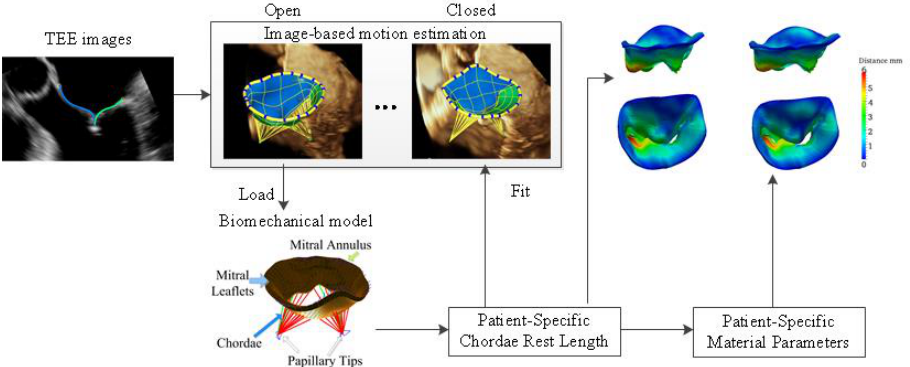 Open
Closed
TEE images
Image-based motion estimation
Distance mm
6
5
4
3
2
1
0
...
Load
Fit
Biomechanical model
Mitral Annulus
Mitral
Leaflets
Chordae
Papillary Tips
Patient-Specific
Chordae Rest Length
Patient-Specific
Material Parameters